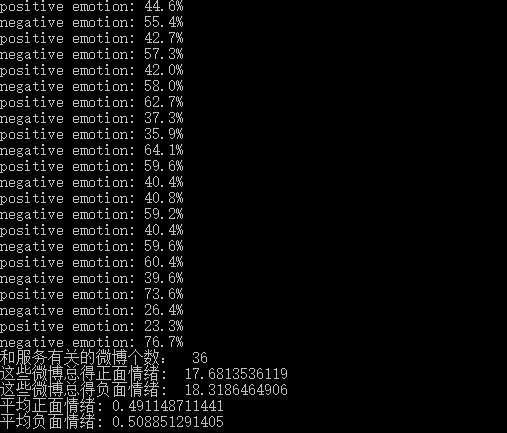 positive emotion: 44.6%
negative emotion: 55.4%
positive emotion: 42.7%
negative emotion: 57.3%
positive emotion: 42.0%
negative emotion: 58.0%
positive emotion: 62.7%
negative emotion: 37.3%
positive emotion: 35.9%
negative emotion: 64.1%
positive emotion: 59.6%
negative emotion: 40.4%
positive emotion: 40.8%
negative emotion: 59.2%
positive emotion: 40.4%
negative emotion: 59.6%
positive emotion: 60.4%
negative emotion: 39.6%
positive emotion: 73.6%
negative emotion: 26.4%
positive emotion: 23.3%
negative emotion: 76.7%
和服务有关的微博个数： 36
这些微博总得正面情绪: 17.6813536119
这些微博总得负面情绪: 18.3186464906
平均正面情绪: 0.491148711441
平均负面情绪: 0.508851291405